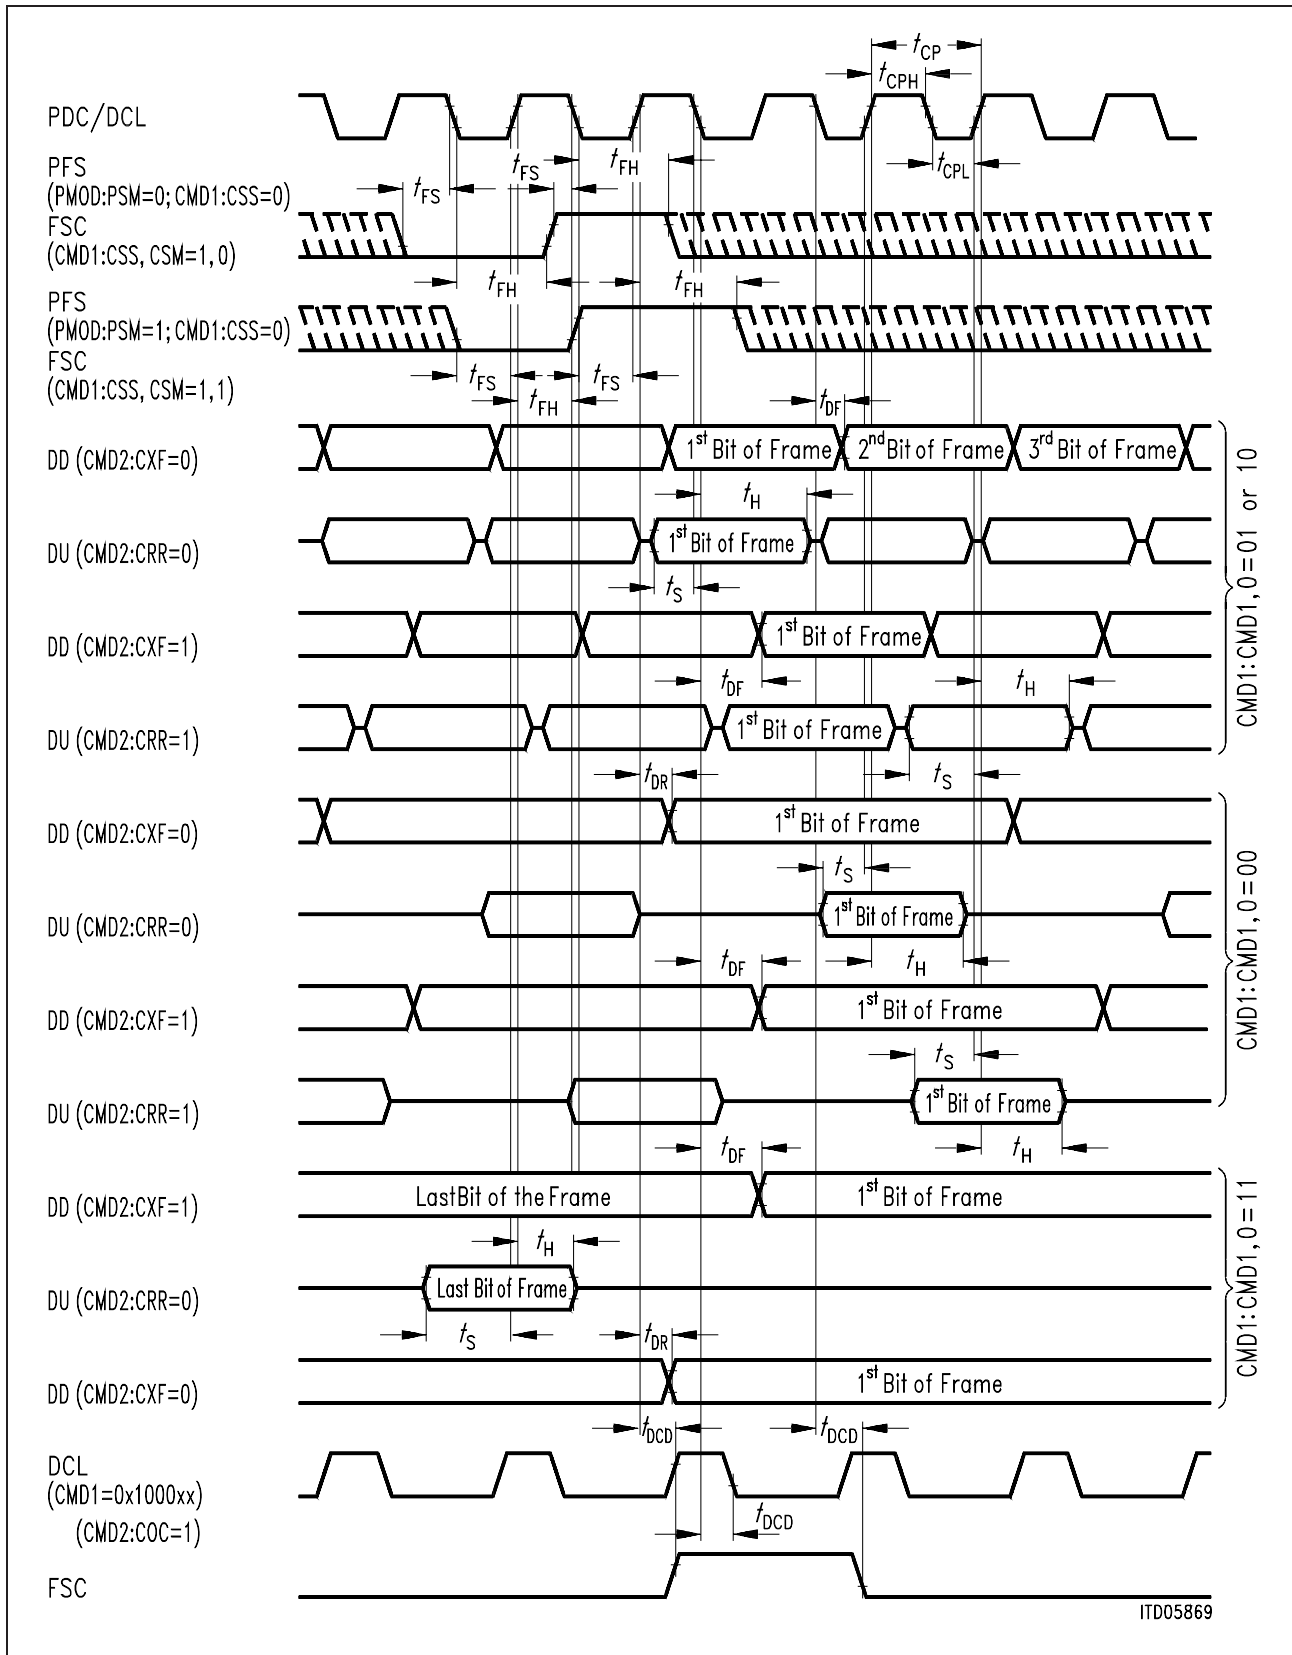 tCP
tCPH
PDC/DCL
tCPL
PFS
(PMOD:PSM=0; CMD1:CSS=0)
tFS
tFS
tFH
FSC
(CMD1:CSS, CSM=1,0)
tFH
tFH
PFS
(PMOD:PSM=1; CMD1:CSS=0)
FSC
(CMD1:CSS, CSM=1,1)
tFS
tFS
tFH
tDF
DD (CMD2:CXF=0)
1st Bit of Frame
2nd Bit of Frame
3rd Bit of Frame
tH
DU (CMD2:CRR=0)
1st Bit of Frame
tS
DD (CMD2:CXF=1)
1st Bit of Frame
tDF
tH
DU (CMD2:CRR=1)
1st Bit of Frame
CMD1:CMD1,0=01 or 10
tDR
tS
DD (CMD2:CXF=0)
1st Bit of Frame
tS
DU (CMD2:CRR=0)
1st Bit of Frame
tDF
tH
DD (CMD2:CXF=1)
1st Bit of Frame
tS
DU (CMD2:CRR=1)
1st Bit of Frame
CMD1:CMD1,0=00
tDF
tH
DD (CMD2:CXF=1)
LastBit of the Frame
1st Bit of Frame
tH
DU (CMD2:CRR=0)
Last Bit of Frame
tS
tDR
DD (CMD2:CXF=0)
1st Bit of Frame
CMD1:CMD1,0=11
tDCD
tDCD
DCL
(CMD1=0x1000xx)
(CMD2:COC=1)
tDCD
FSC
ITD05869